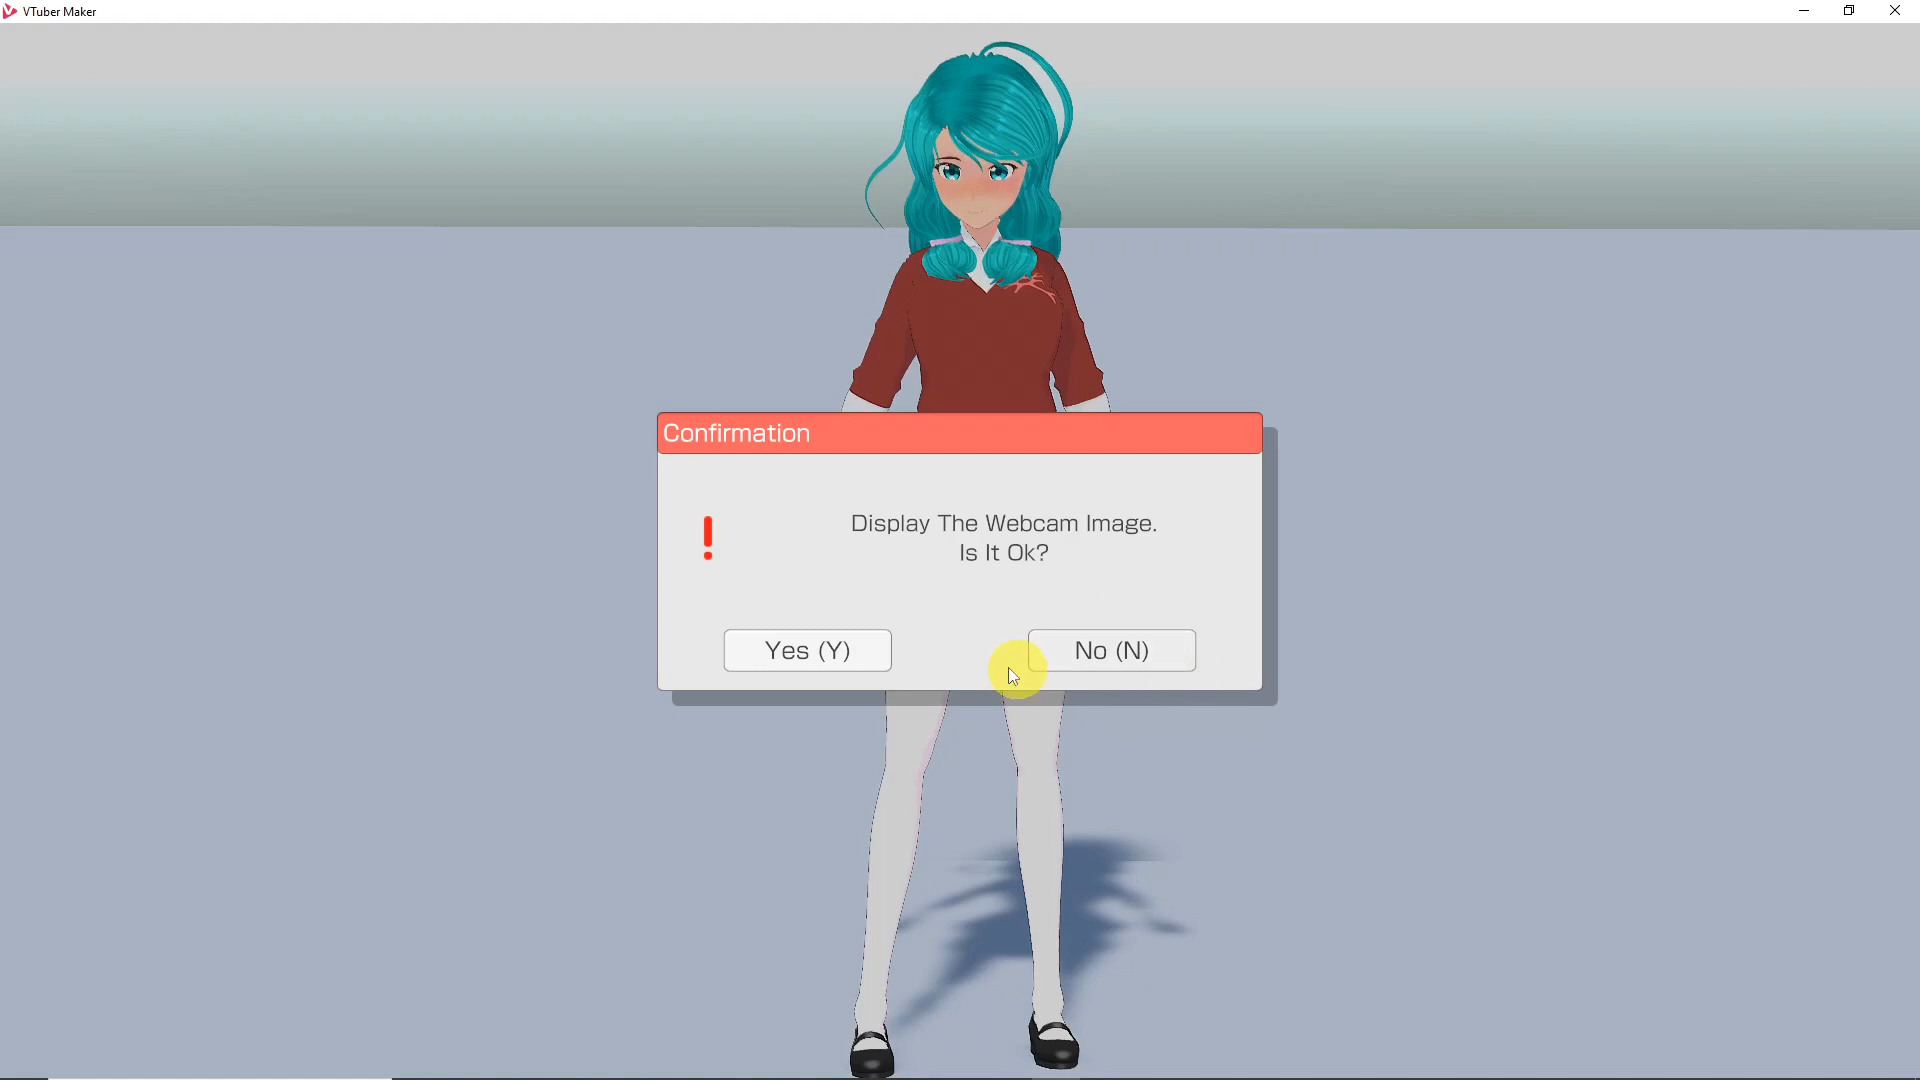 VTuber Maker
Confirmation
Display The Webcam Image.
Is It Ok?
Yes (Y)
No (N)